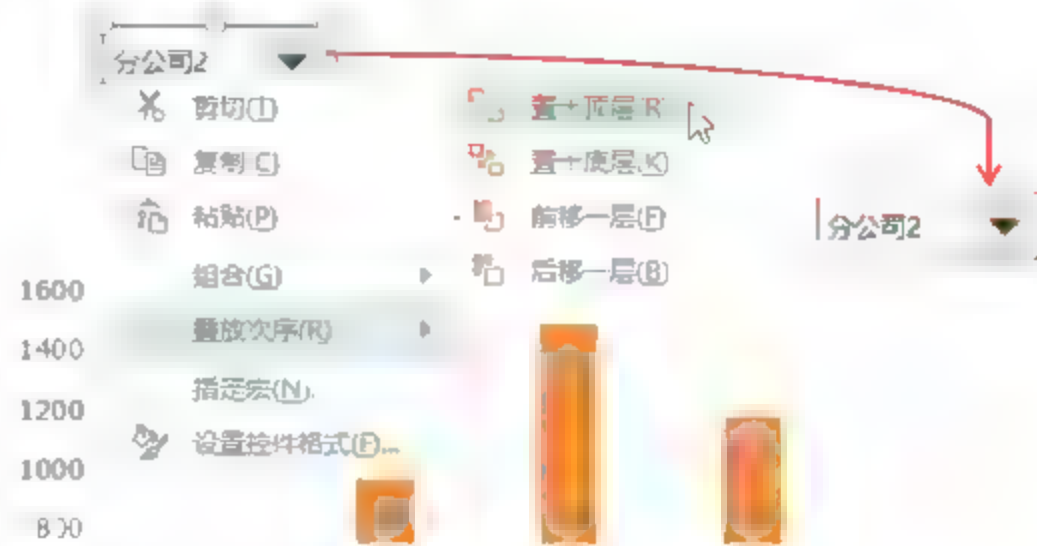 分公司2
剪切(T)
置于顶层(R)
复制(C)
置于底层(K)
粘贴(P)
前移一层(F)
分公司2
组合(G)
后移一层(B)
1600
叠放次序(R)
1400
指定宏(N)...
1200
设置控件格式(F)...
1000
800